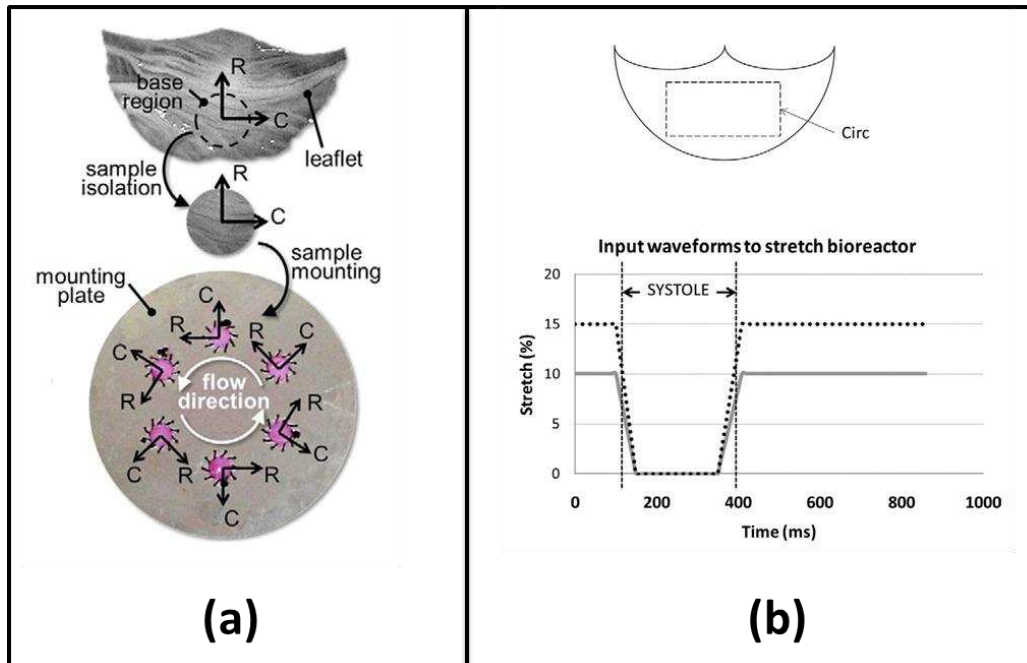 R
base
region
C
leaflet
sample
isolation
R
C
sample
mounting
mounting
plate
C
R
R
C
C
R
flow
direction
R
C
C
R
R
C
(a)
Circ
Input waveforms to stretch bioreactor
SYSTOLE
Stretch (%)
20
15
10
5
0
0 200 400 600 800 1000
Time (ms)
(b)